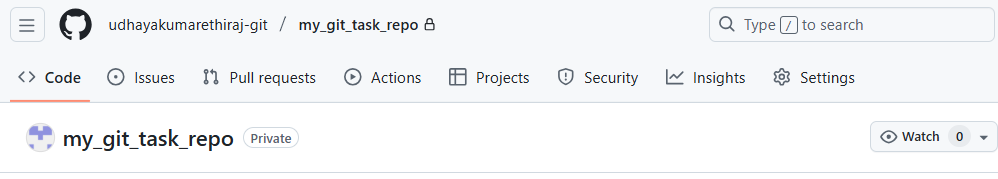 udhayakumarethiraj-git / my_git_task_repo Type / to search
Code Issues Pull requests Actions Projects Security Insights Settings
my_git_task_repo Private Watch 0